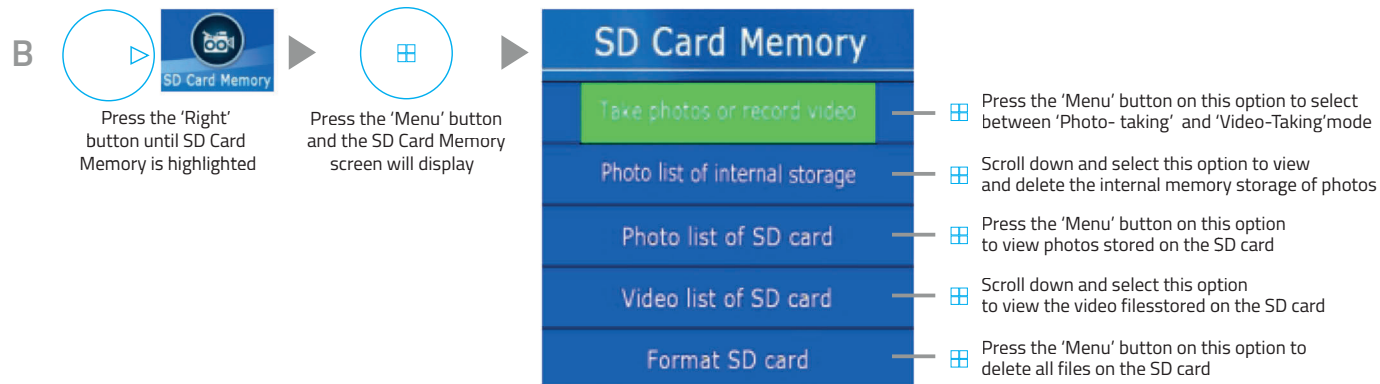 B
SD Card Memory
Press the ‘Right’
button until SD Card
Memory is highlighted
Press the ‘Menu’ button
and the SD Card Memory
screen will display
SD Card Memory
Take photos or record video
Press the ‘Menu’ button on this option to select
between ‘Photo- taking’ and ‘Video-Taking’mode
Photo list of internal storage
Scroll down and select this option to view
and delete the internal memory storage of photos
Photo list of SD card
Press the ‘Menu’ button on this option
to view photos stored on the SD card
Video list of SD card
Scroll down and select this option
to view the video filesstored on the SD card
Format SD card
Press the ‘Menu’ button on this option to
delete all files on the SD card